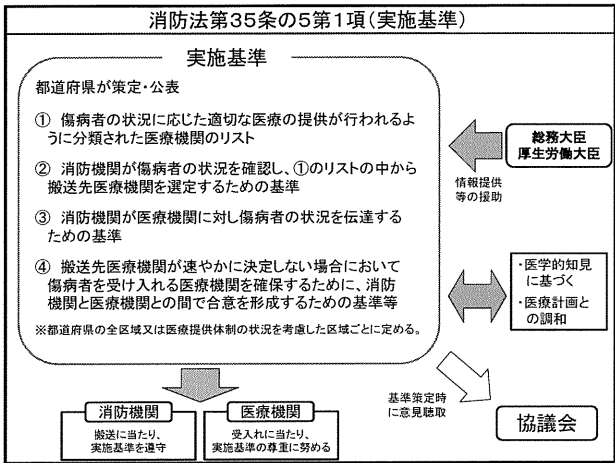 消防法第35条の5第1項(実施基準)
実施基準
都道府県が策定・公表
① 傷病者の状況に応じた適切な医療の提供が行われるよ
うに分類された医療機関のリスト
② 消防機関が傷病者の状況を確認し、①のリストの中から
搬送先医療機関を選定するための基準
③ 消防機関が医療機関に対し傷病者の状況を伝達する
ための基準
④ 搬送先医療機関が速やかに決定しない場合において
傷病者を受け入れる医療機関を確保するために、消防
機関と医療機関との間で合意を形成するための基準等
※都道府県の全区域又は医療提供体制の状況を考慮した区域ごとに定める。
総務大臣
厚生労働大臣
情報提供
等の援助
・医学的知見
に基づく
・医療計画と
の調和
基準策定時
に意見聴取
協議会
消防機関
搬送に当たり、
実施基準を遵守
医療機関
受入れに当たり、
実施基準の尊重に努める